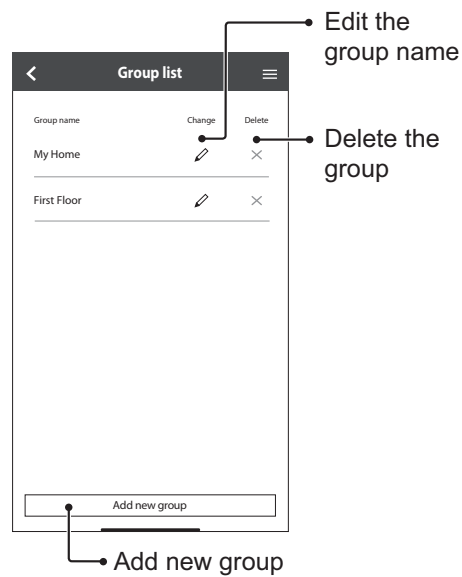 Edit the
group name
Group list
Group name Change Delete
My Home
Delete the
group
First Floor
Add new group
Add new group